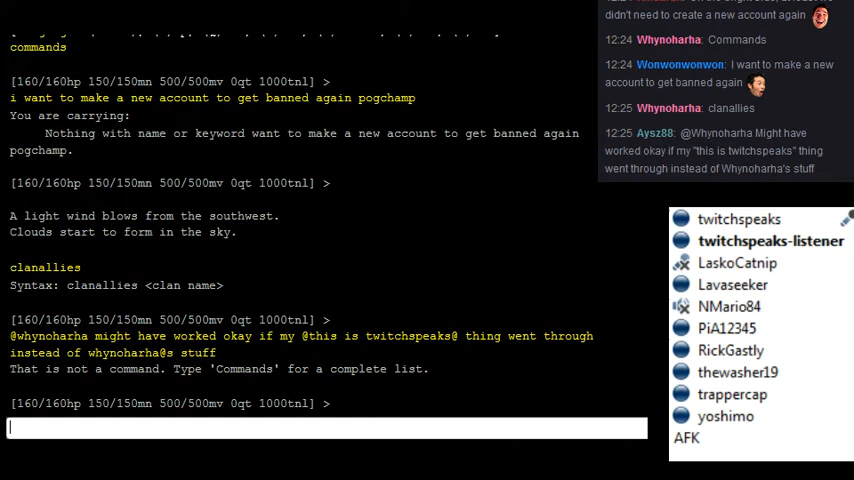 commands
[160/160hp 150/150mn 500/500mv 0qt 1000tnl] >
i want to make a new account to get banned again pogchamp
You are carrying:
Nothing with name or keyword want to make a new account to get banned again
pogchamp.
[160/160hp 150/150mn 500/500mv 0qt 1000tnl] >
A light wind blows from the southwest.
Clouds start to form in the sky.
clanallies
Syntax: clanallies <clan name>
[160/160hp 150/150mn 500/500mv 0qt 1000tnl] >
@whynoharha might have worked okay if my @this is twitchspeaks@ thing went through
instead of whynoharha@s stuff
That is not a command. Type 'Commands' for a complete list.
[160/160hp 150/150mn 500/500mv 0qt 1000tnl] >
didn't need to create a new account
again
12:24 Whynoharha: Commands
12:24 Wonwonwonwon: I want to make a new
account to get banned again
12:25 Whynoharha: clanallies
12:25 Aysz88: @Whynoharha Might have
worked okay if my "this is twitchspeaks" thing
went through instead of Whynoharha's stuff
twitchspeaks
twitchspeaks-listener
LaskoCatnip
Lavaseeker
NMario84
PiA12345
RickGastly
thewasher19
trappercap
yoshimo
AFK